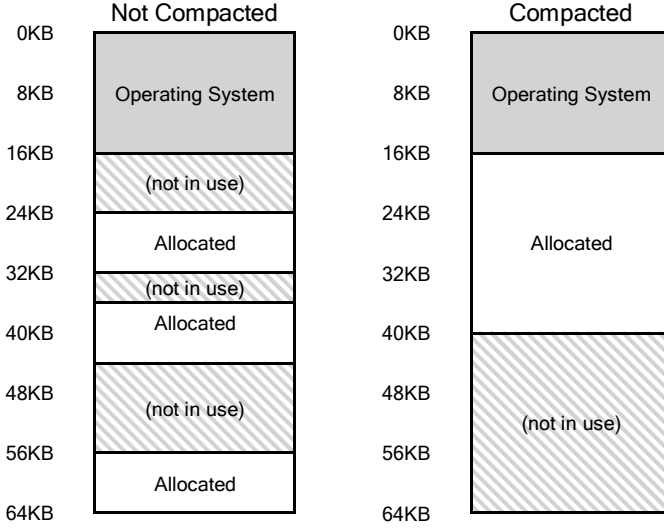 Not Compacted
0KB
8KB
16KB
24KB
32KB
40KB
48KB
56KB
64KB
Operating System
(not in use)
Allocated
(not in use)
Allocated
(not in use)
Allocated
Compacted
0KB
8KB
16KB
24KB
32KB
40KB
48KB
56KB
64KB
Operating System
Allocated
(not in use)